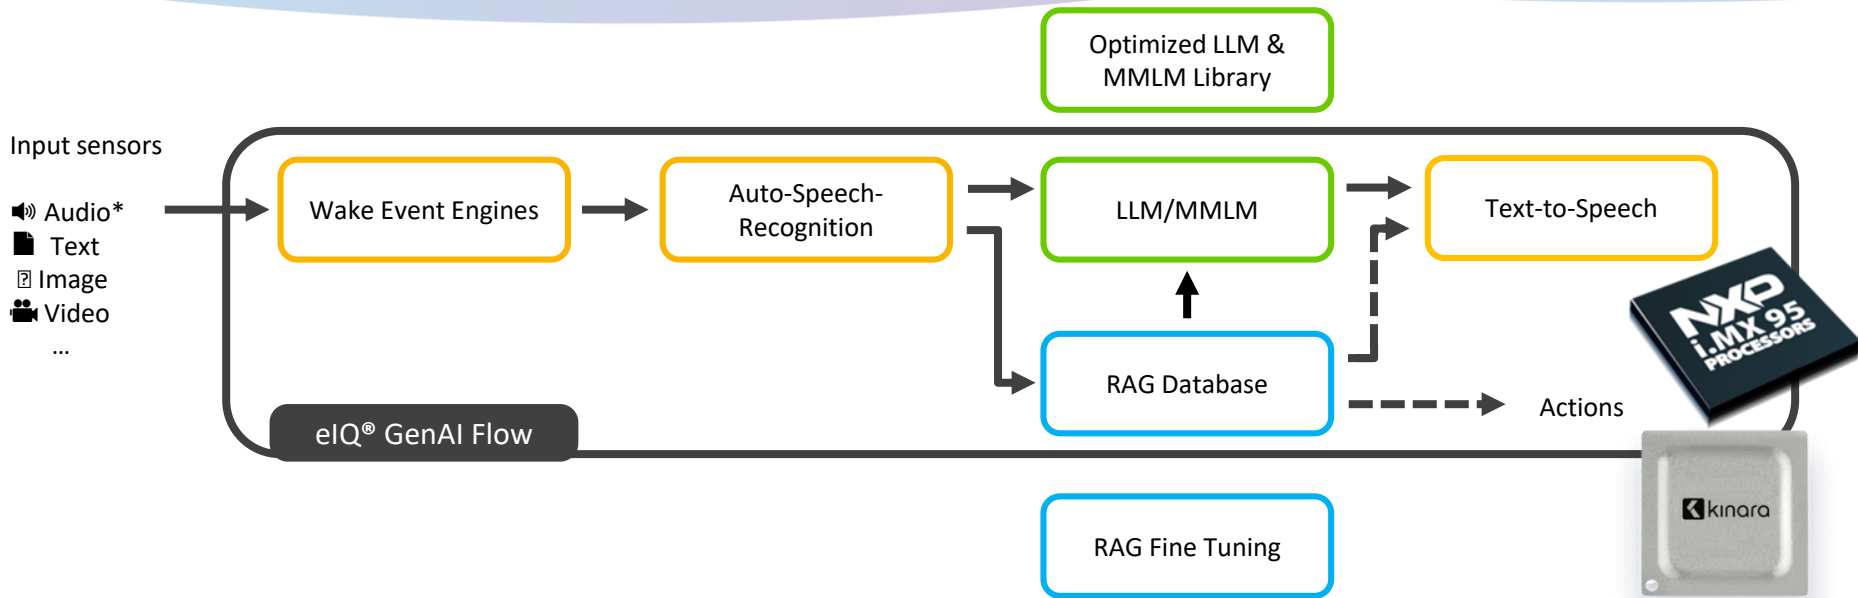 Optimized LLM &
MMLM Library
Input sensors
Audio*
Text
Image
Video
...
Wake Event Engines
Auto-Speech-
Recognition
LLM/MMLM
Text-to-Speech
RAG Database
Actions
eIQ® GenAI Flow
RAG Fine Tuning
NXP
i.MX 95
PROCESSORS
kinara